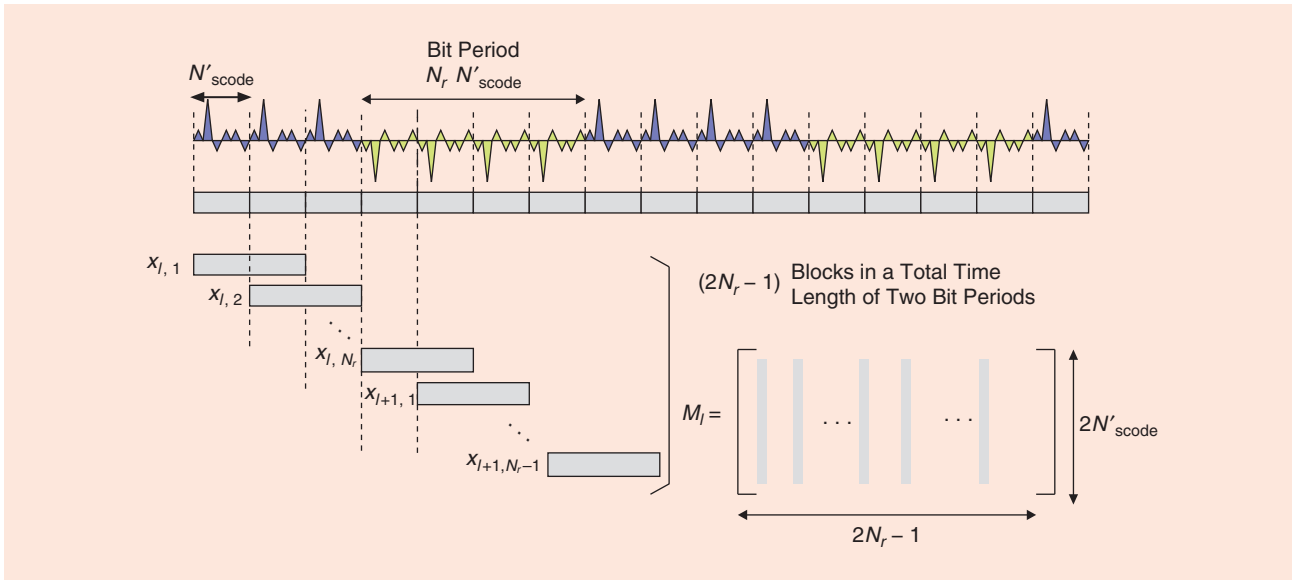 N′scode
Bit Period
Nr N′scode
xl, 1
xl, 2
xl, Nr
xl+1, 1
xl+1,Nr−1
(2Nr − 1) Blocks in a Total Time
Length of Two Bit Periods
Ml =
. . .
. . .
2N′scode
2Nr − 1